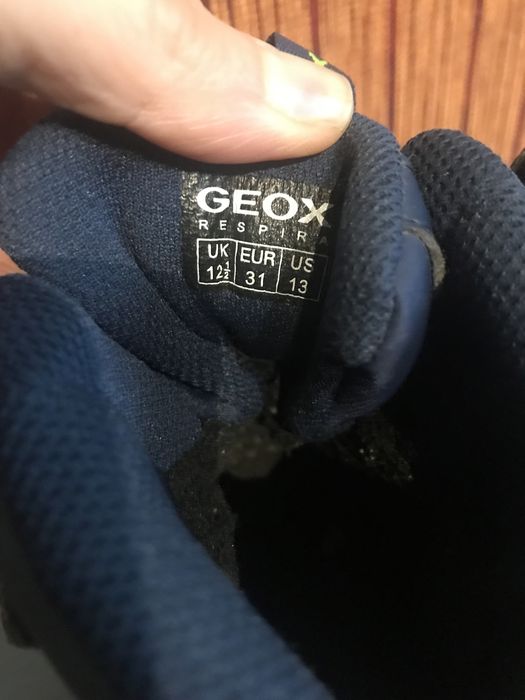 GEOX
RESPIRA
UK EUR US
12½ 31 13